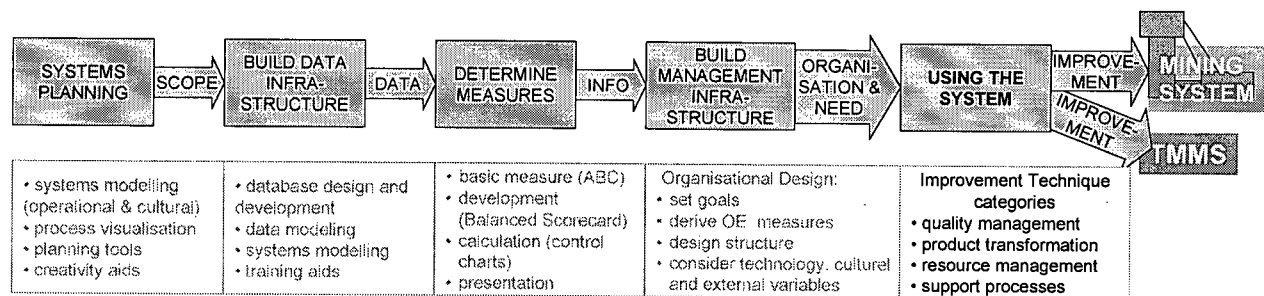 SYSTEMS
PLANNING
SCOPE
BUILD DATA
INFRA-
STRUCTURE
DATA
DETERMINE
MEASURES
INFO
BUILD
MANAGEMENT
INFRA-
STRUCTURE
ORGANI-
SATION &
NEED
USING THE
SYSTEM
IMPROVE-
MENT
IMPROVE-
MENT
MINING
SYSTEM
TMMS
• systems modelling
(operational & cultural)
• process visualisation
• planning tools
• creativity aids
• database design and
development
• data modeling
• systems modelling
• training aids
• basic measure (ABC)
• development
(Balanced Scorecard)
• calculation (control
charts)
• presentation
Organisational Design:
• set goals
• derive OE measures
• design structure
• consider technology, culturel
and external variables
Improvement Technique
categories
• quality management
• product transformation
• resource management
• support processes